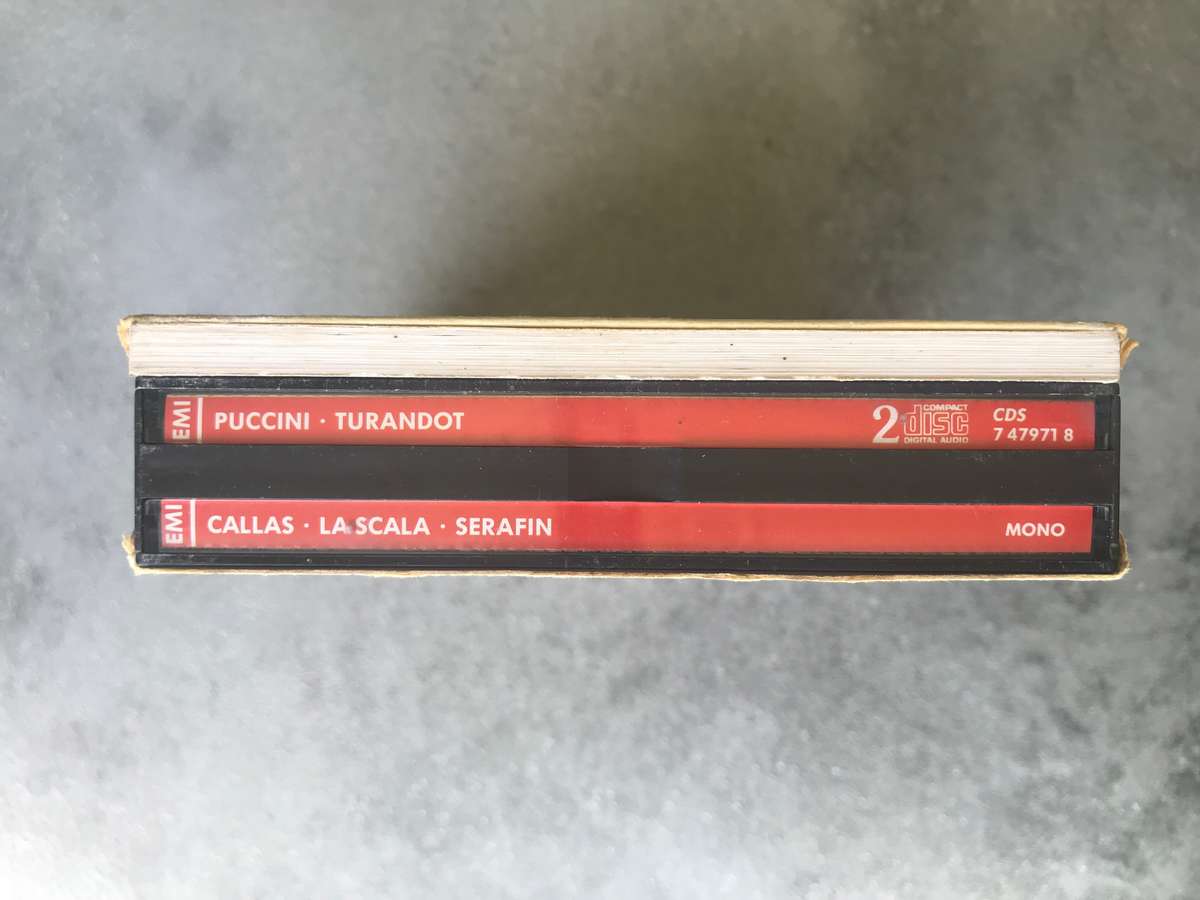 EMI
PUCCINI · TURANDOT
2 COMPACT disc DIGITAL AUDIO
CDS
7 47971 8
EMI
CALLAS · LA SCALA · SERAFIN
MONO